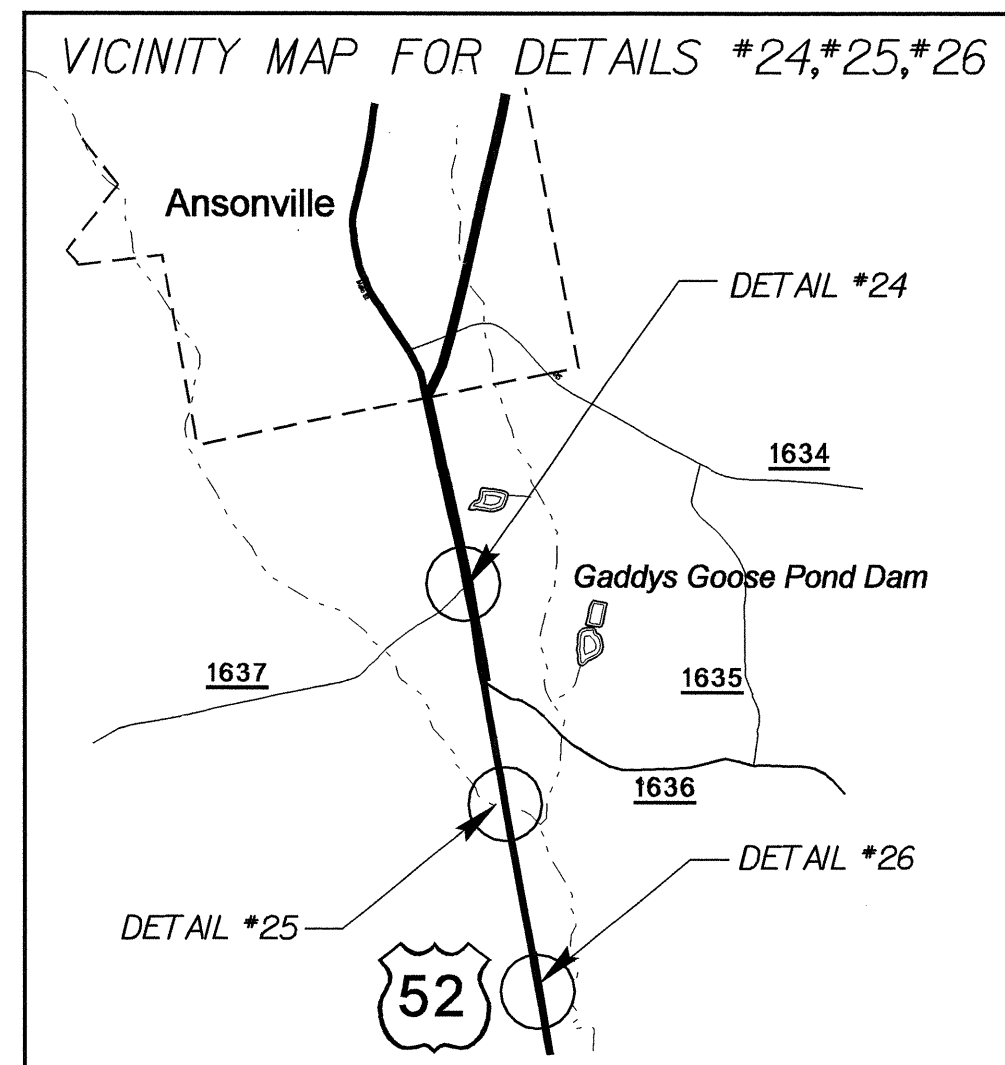 VICINITY MAP FOR DETAILS #24,#25,#26
Ansonville
DETAIL #24
1634
Gaddys Goose Pond Dam
1637
1635
1636
DETAIL #26
DETAIL #25
52